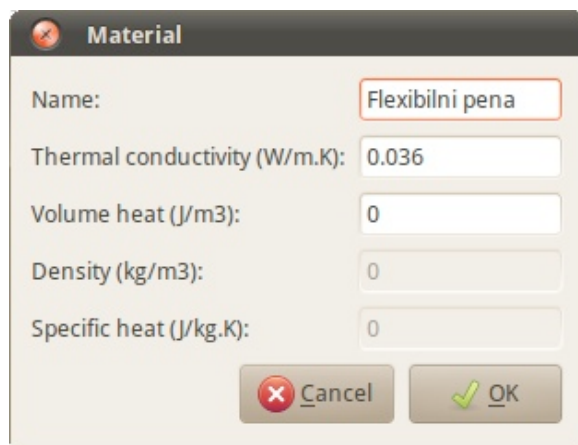 Material
Name: Flexibilni pena
Thermal conductivity (W/m.K): 0.036
Volume heat (J/m3): 0
Density (kg/m3): 0
Specific heat (J/kg.K): 0
Cancel OK